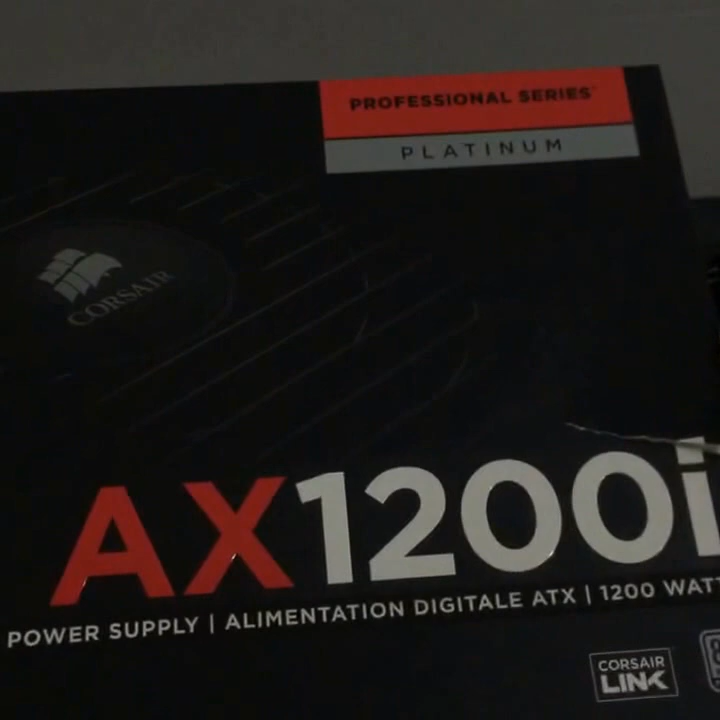 PROFESSIONAL SERIES
PLATINUM
CORSAIR
AX1200i
POWER SUPPLY | ALIMENTATION DIGITALE ATX | 1200 WATT
CORSAIR
LINK